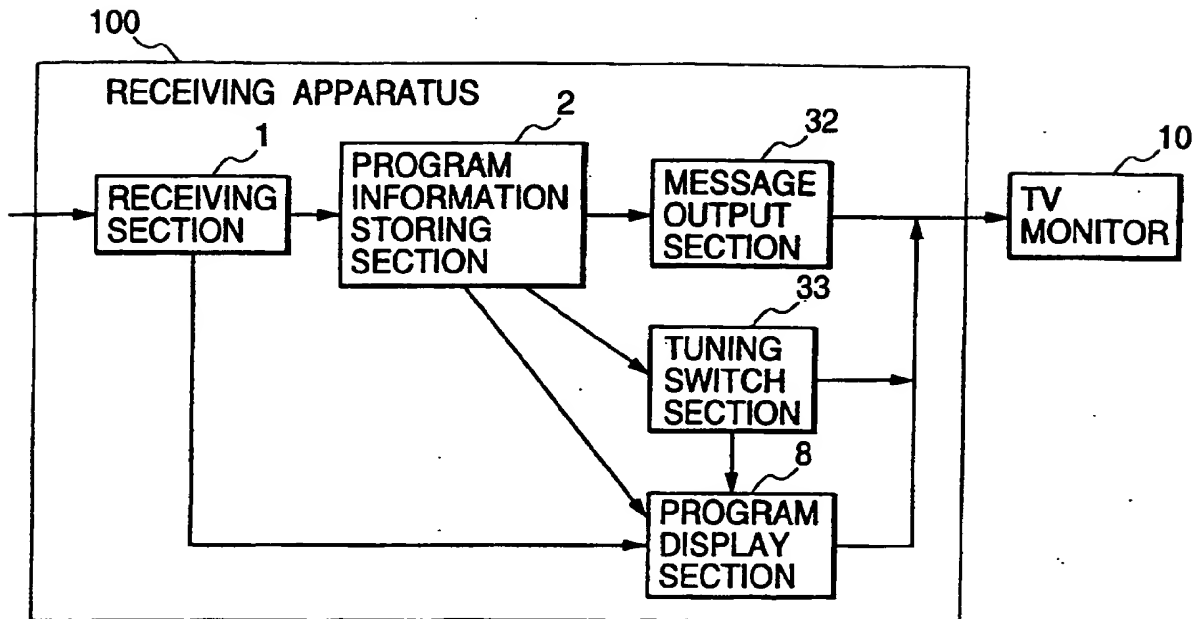 100
RECEIVING APPARATUS
1
RECEIVING
SECTION
2
PROGRAM
INFORMATION
STORING
SECTION
32
MESSAGE
OUTPUT
SECTION
10
TV
MONITOR
33
TUNING
SWITCH
SECTION
8
PROGRAM
DISPLAY
SECTION